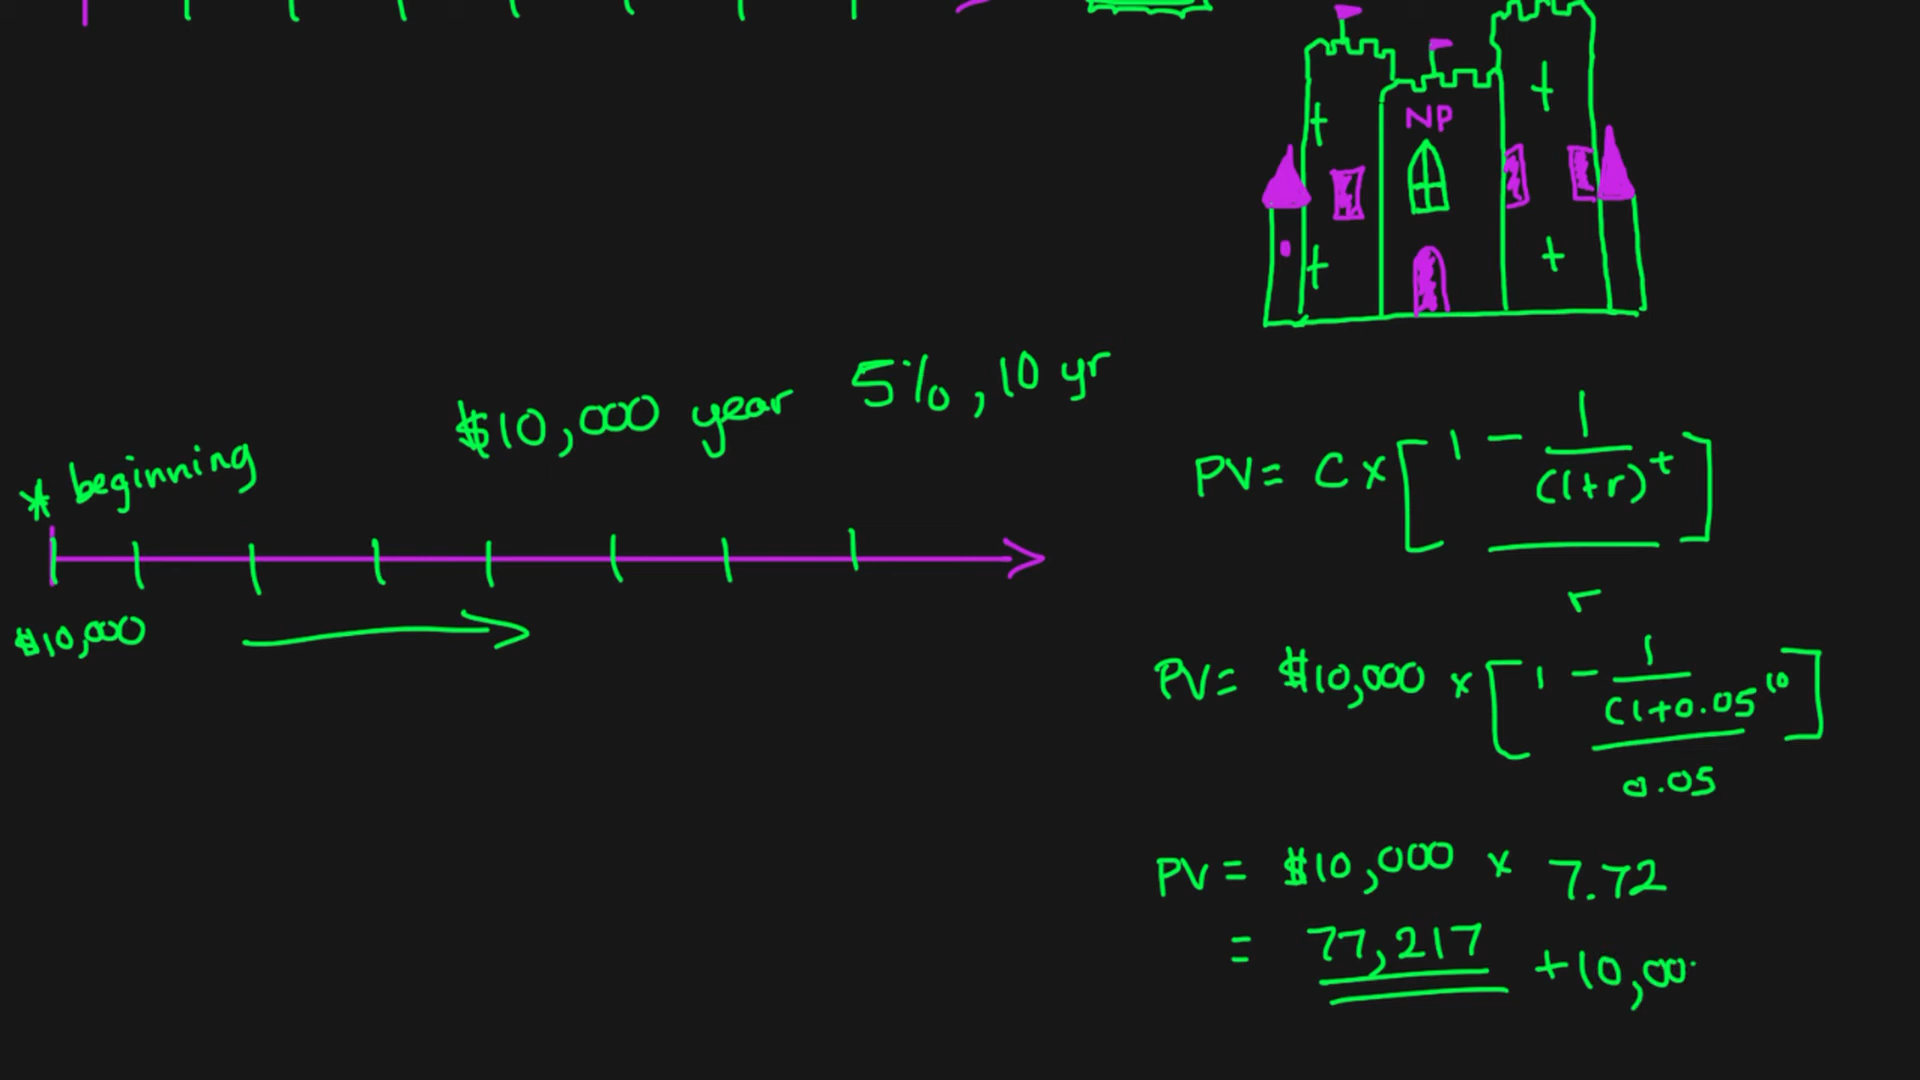 NP
$10,000 year 5%, 10 yr
* beginning
$10,000
PV = C x [1 - 1/(1+r)^t / r]
PV = $10,000 x [1 - 1/(1+0.05^10 / 0.05]
PV = $10,000 x 7.72
= 77,217 + 10,00